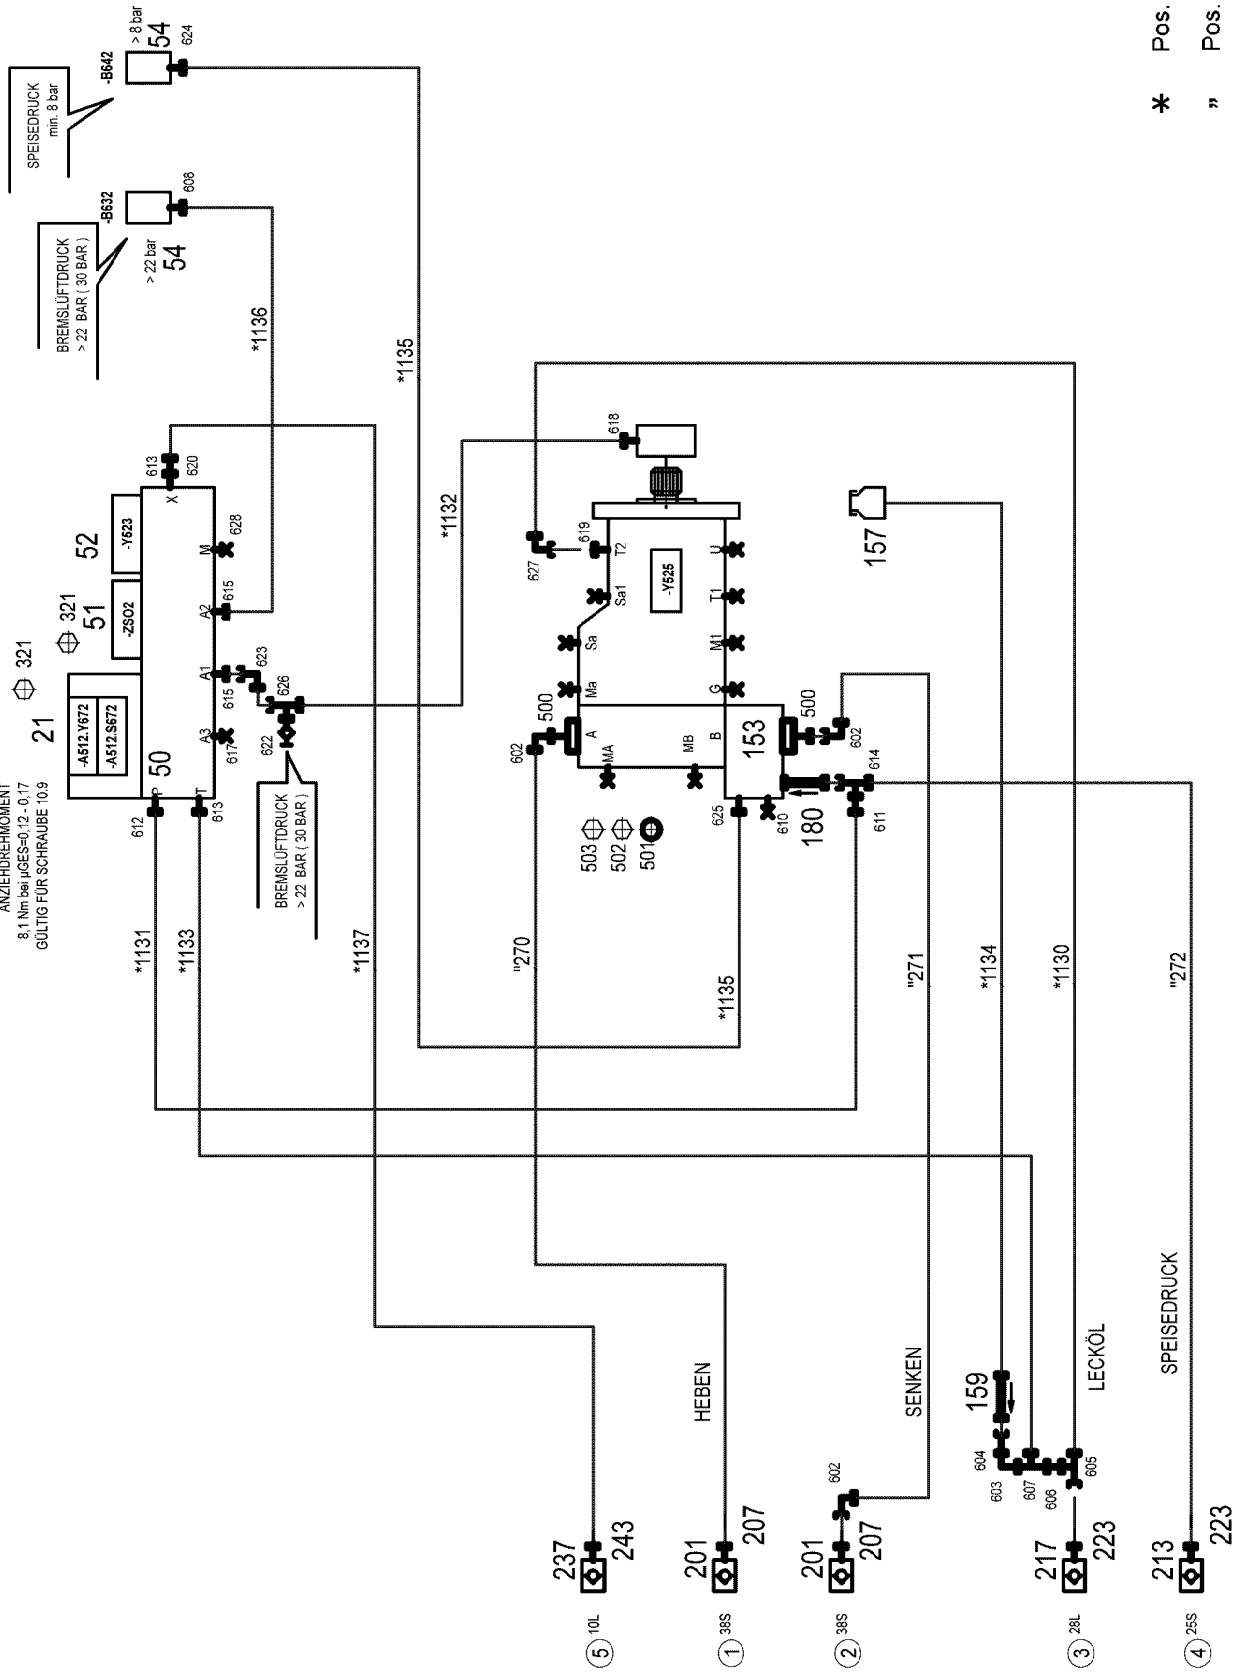 SPEISEDRUCK
min. 8 bar
-B642
> 8 bar
54
624
BREMSLÜFTDRUCK
> 22 BAR ( 30 BAR )
-B632
> 22 bar
54
608
* Pos.
" Pos.
*1136
*1135
ANZIEHDREHMOMENT
8,1 Nm bei µGES=0,12 - 0,17
GÜLTIG FÜR SCHRAUBE 10.9
21
321
321
51
52
-A512.Y672
-A512.S672
-ZSO2
-Y523
50
P
T
X
A3
A1
A2
M
612
613
613
620
617
615
615
628
623
626
622
BREMSLÜFTDRUCK
> 22 BAR ( 30 BAR )
*1131
*1133
*1137
*1132
618
627
619
T2
Sa1
Sa
Ma
-Y525
U
T1
M1
G
602
500
A
MA
MB
B
153
500
602
614
611
180
610
625
503
502
501
157
"270
*1135
"271
*1134
*1130
"272
HEBEN
SENKEN
LECKÖL
SPEISEDRUCK
159
604
603
607
606
605
602
237
243
5
10L
201
207
1
38S
201
207
2
38S
217
223
3
28L
213
223
4
25S